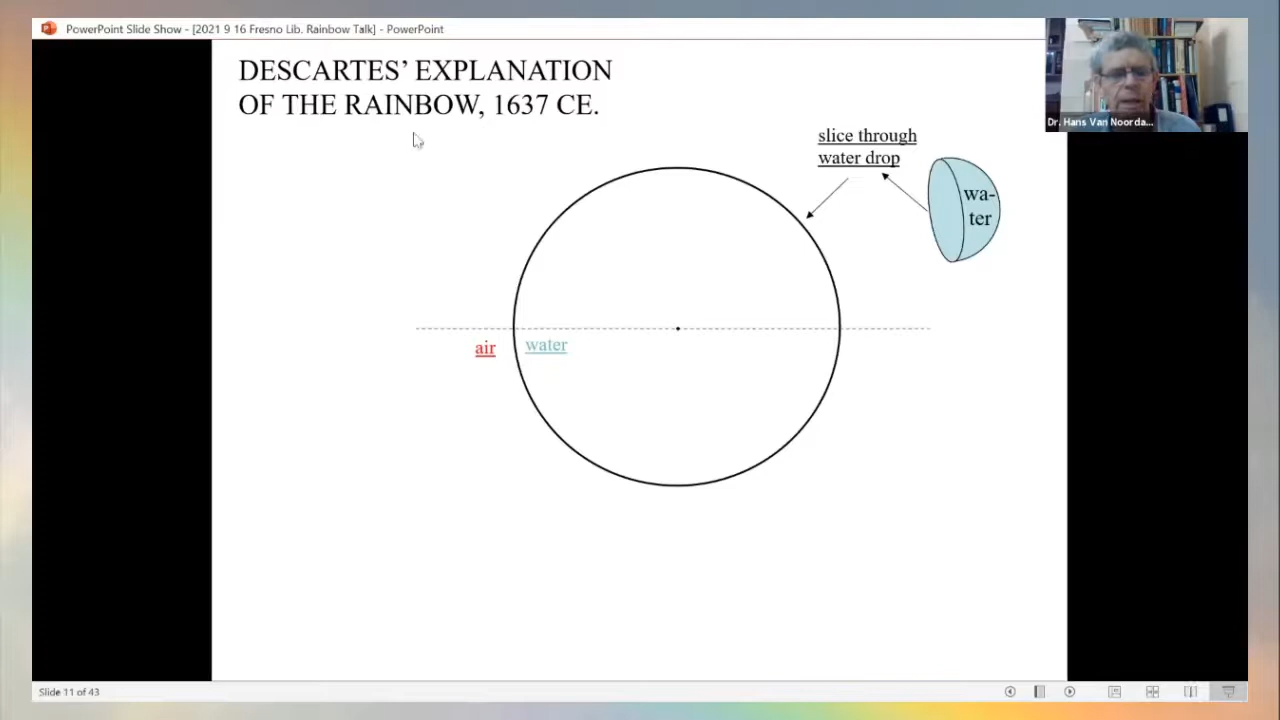 PowerPoint Slide Show - [2021 9 16 Fresno Lib. Rainbow Talk] - PowerPoint
DESCARTES’ EXPLANATION
OF THE RAINBOW, 1637 CE.
Dr. Hans Van Noorda...
slice through
water drop
wa-
ter
air
water
Slide 11 of 43